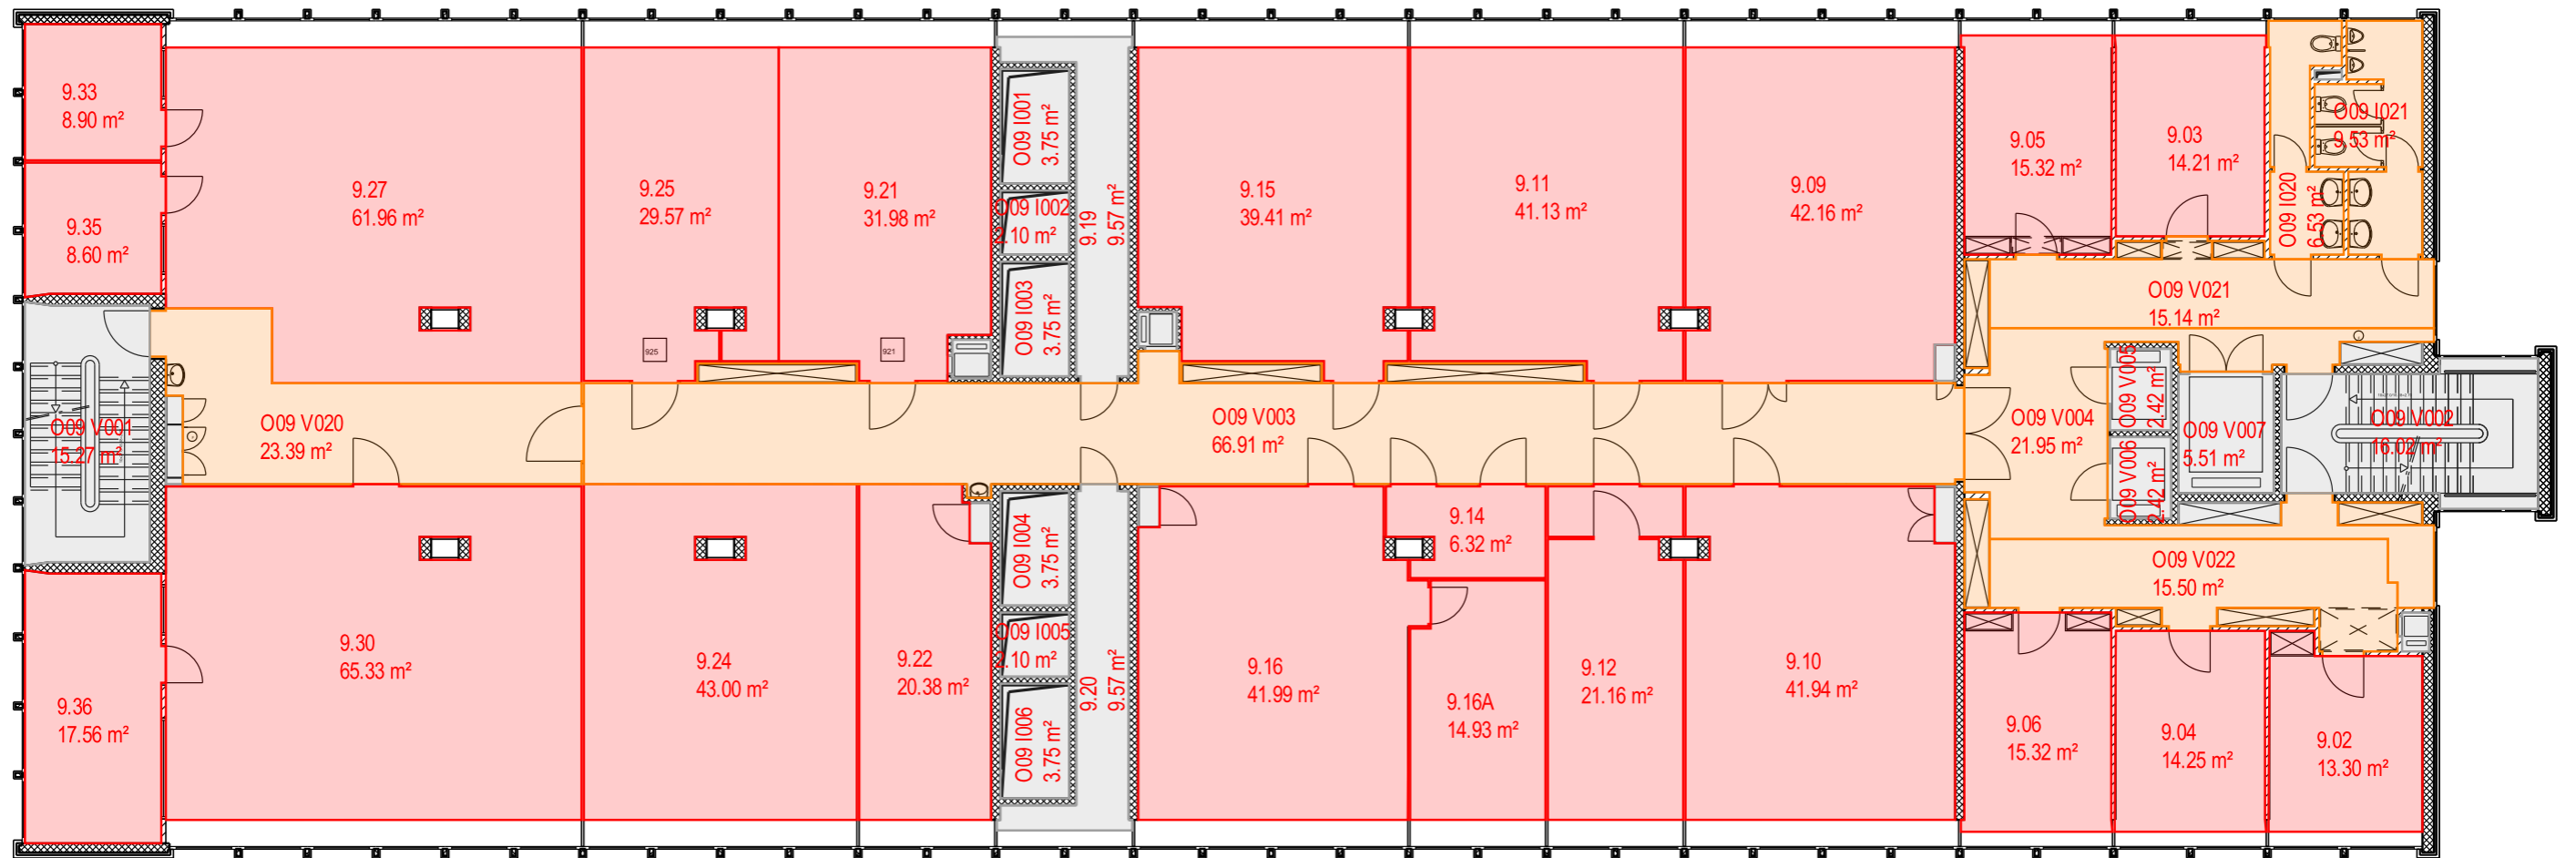 9.33
8.90 m²
9.35
8.60 m²
9.27
61.96 m²
9.25
29.57 m²
9.21
31.98 m²
925
921
O09 I001
3.75 m²
O09 I002
2.10 m²
O09 I003
3.75 m²
9.19
9.57 m²
9.15
39.41 m²
9.11
41.13 m²
9.09
42.16 m²
9.05
15.32 m²
9.03
14.21 m²
O09 I021
9.53 m²
O09 I020
6.53 m²
O09 V021
15.14 m²
O09 V001
15.27 m²
O09 V020
23.39 m²
O09 V003
66.91 m²
O09 V004
21.95 m²
O09 V005
2.42 m²
O09 V006
2.42 m²
O09 V007
5.51 m²
O09 V002
16.02 m²
O09 V022
15.50 m²
9.36
17.56 m²
9.30
65.33 m²
9.24
43.00 m²
9.22
20.38 m²
O09 I004
3.75 m²
O09 I005
2.10 m²
O09 I006
3.75 m²
9.20
9.57 m²
9.16
41.99 m²
9.14
6.32 m²
9.16A
14.93 m²
9.12
21.16 m²
9.10
41.94 m²
9.06
15.32 m²
9.04
14.25 m²
9.02
13.30 m²